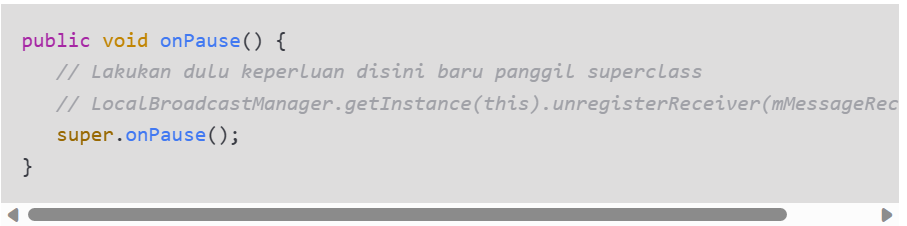 public void onPause() {
// Lakukan dulu keperluan disini baru panggil superclass
// LocalBroadcastManager.getInstance(this).unregisterReceiver(mMessageRec
super.onPause();
}